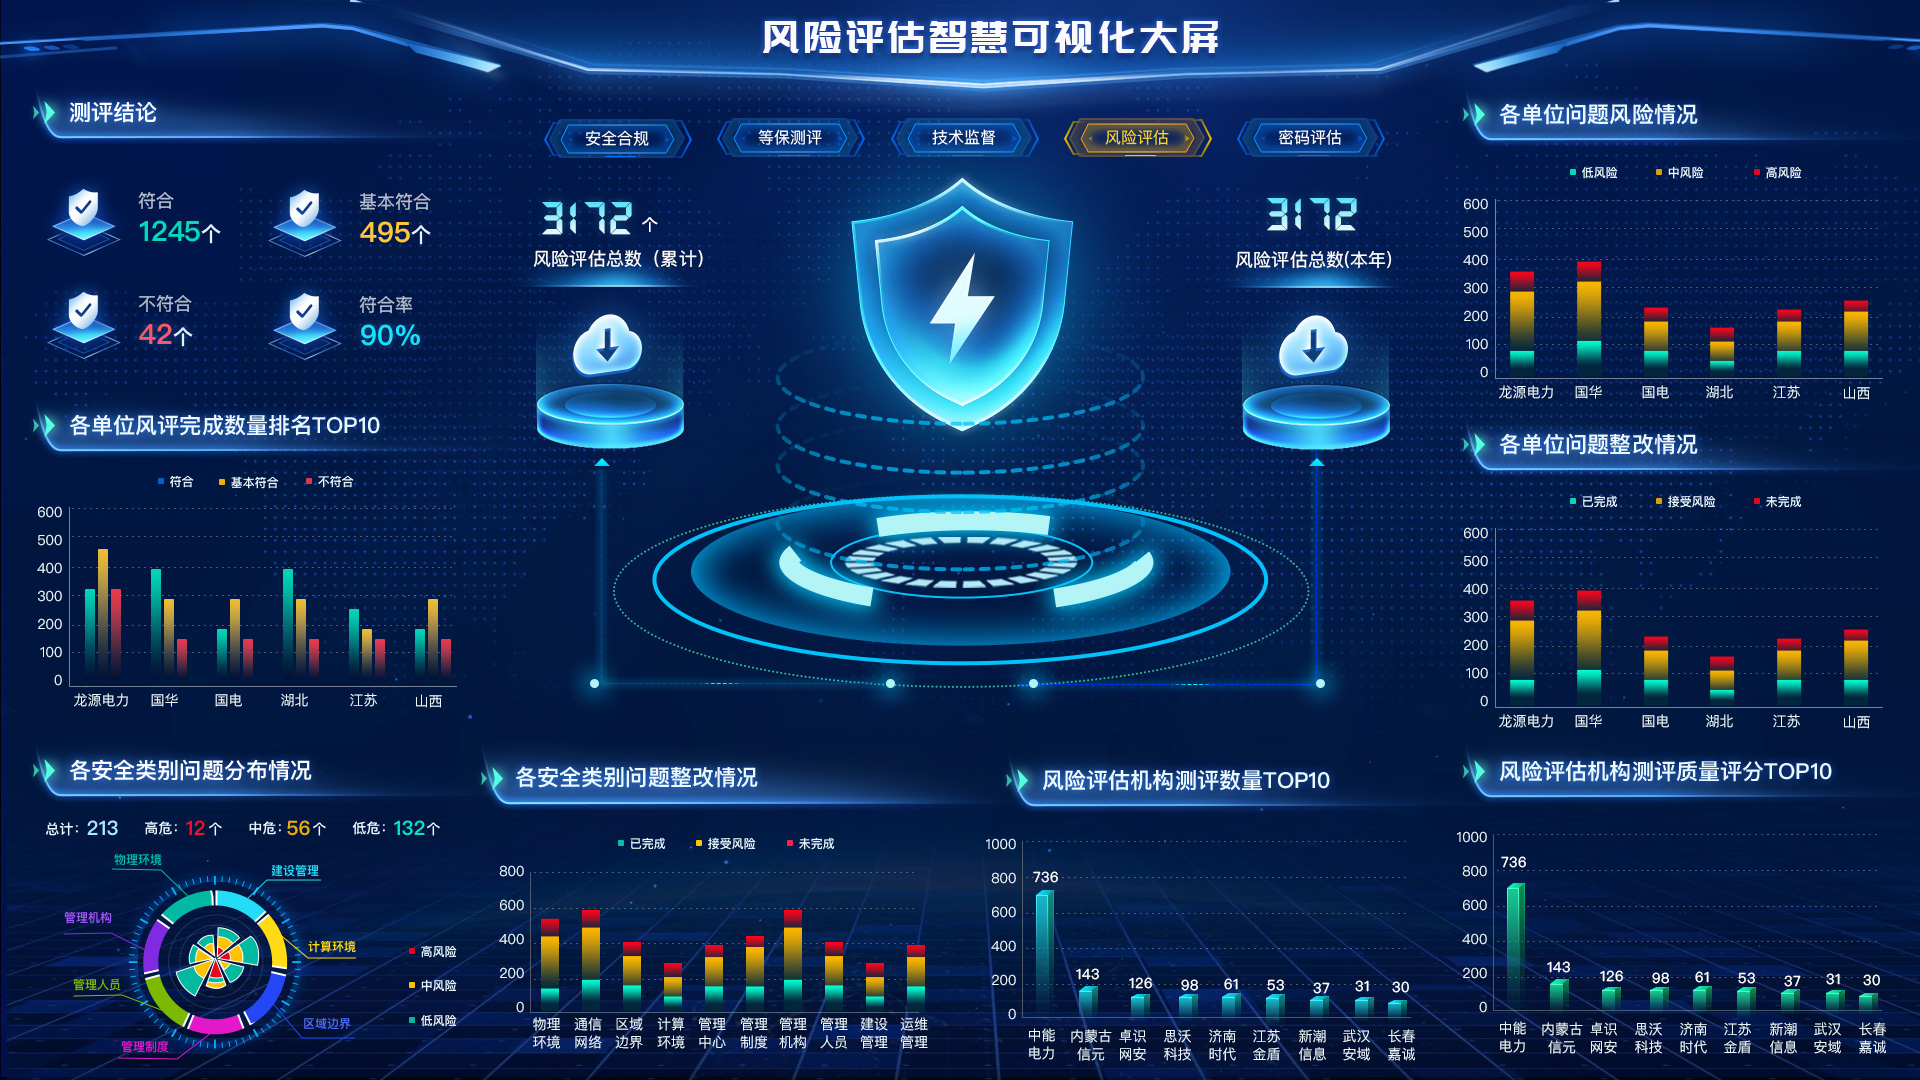 风险评估智慧可视化大屏
安全合规
等保测评
技术监督
风险评估
密码评估
测评结论
符合
1245个
基本符合
495个
不符合
42个
符合率
90%
3172 个
风险评估总数（累计）
3172
风险评估总数(本年)
各单位风评完成数量排名TOP10
符合 基本符合 不符合
600
500
400
300
200
100
0
龙源电力 国华 国电 湖北 江苏 山西
各单位问题风险情况
低风险 中风险 高风险
600
500
400
300
200
100
0
龙源电力 国华 国电 湖北 江苏 山西
各单位问题整改情况
已完成 接受风险 未完成
600
500
400
300
200
100
0
龙源电力 国华 国电 湖北 江苏 山西
各安全类别问题分布情况
总计：213 高危：12个 中危：56个 低危：132个
物理环境
建设管理
管理机构
计算环境
管理人员
区域边界
管理制度
高风险
中风险
低风险
各安全类别问题整改情况
已完成 接受风险 未完成
800
600
400
200
0
物理环境 通信网络 区域边界 计算环境 管理中心 管理制度 管理机构 管理人员 建设管理 运维管理
风险评估机构测评数量TOP10
1000
800
600
400
200
0
736 143 126 98 61 53 37 31 30
中能电力 内蒙古信元 卓识网安 思沃科技 济南时代 江苏金盾 新潮信息 武汉安域 长春嘉诚
风险评估机构测评质量评分TOP10
1000
800
600
400
200
0
736 143 126 98 61 53 37 31 30
中能电力 内蒙古信元 卓识网安 思沃科技 济南时代 江苏金盾 新潮信息 武汉安域 长春嘉诚